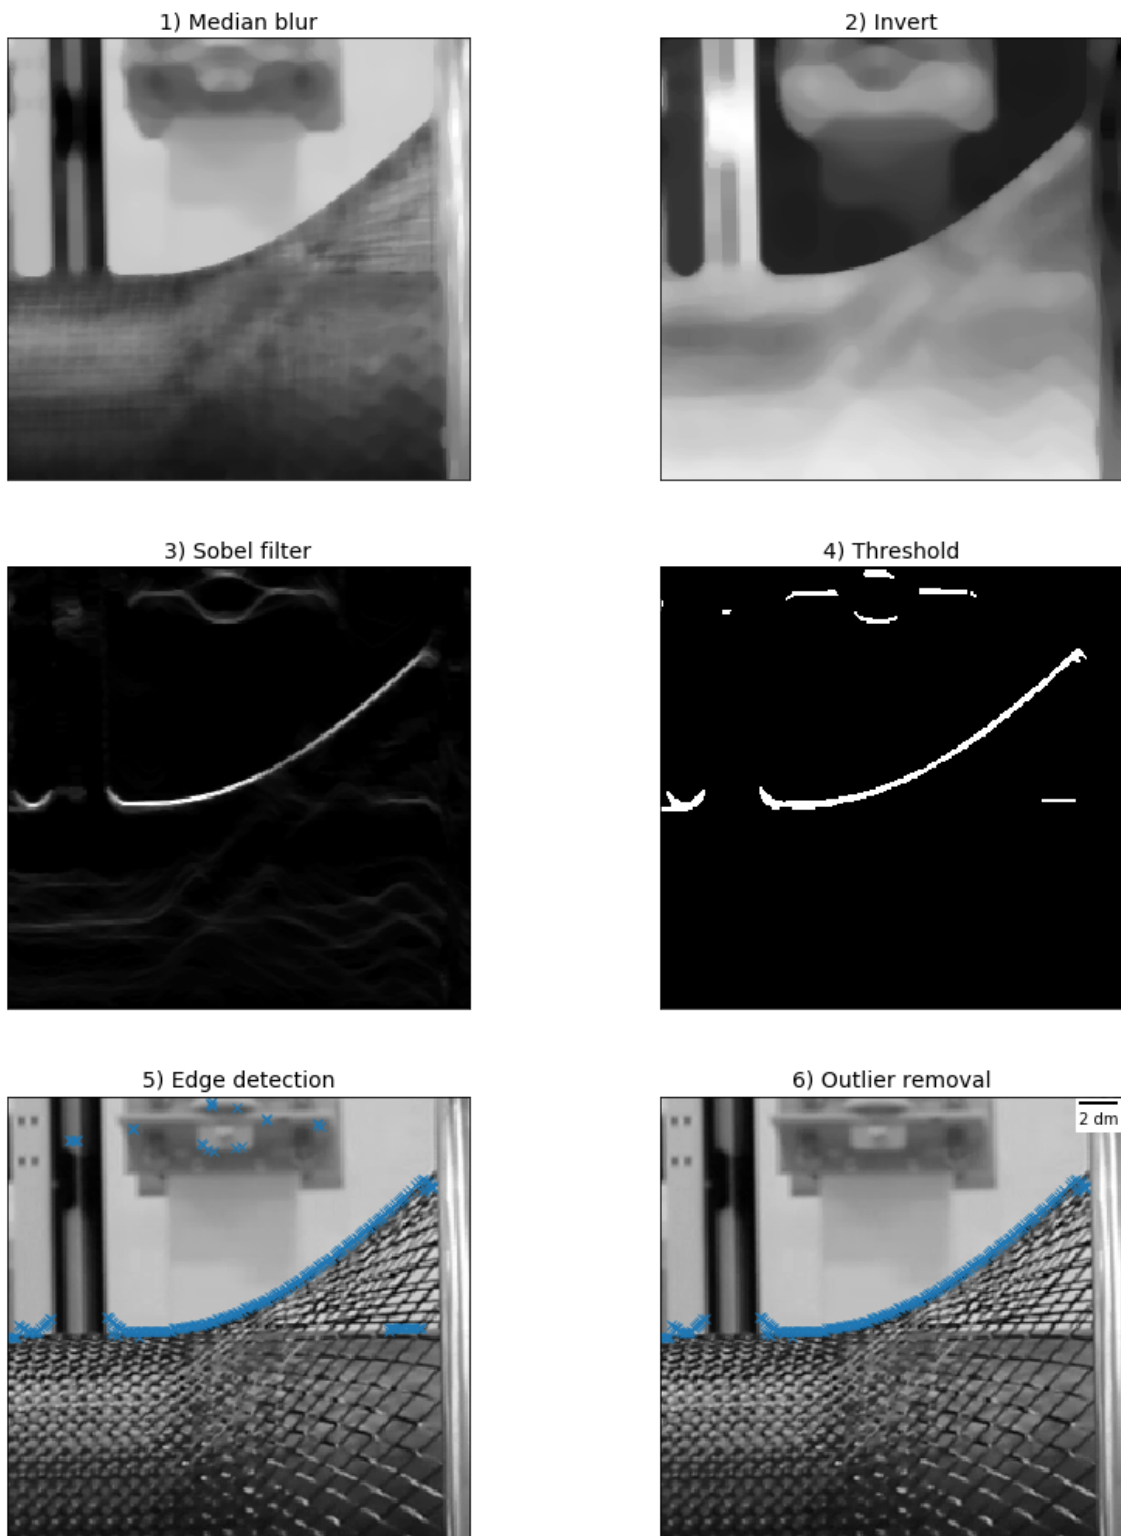 1) Median blur
2) Invert
3) Sobel filter
4) Threshold
5) Edge detection
6) Outlier removal
2 dm